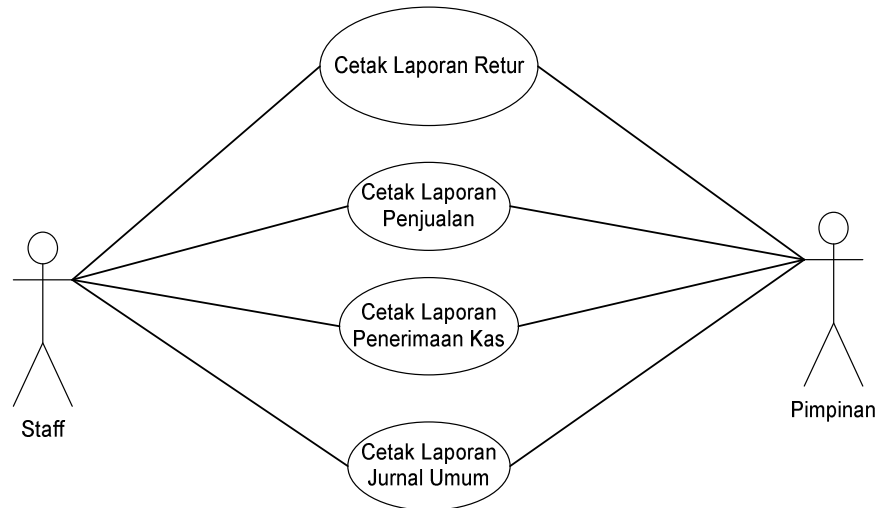 Cetak Laporan Retur
Cetak Laporan
Penjualan
Cetak Laporan
Penerimaan Kas
Cetak Laporan
Jurnal Umum
Staff
Pimpinan